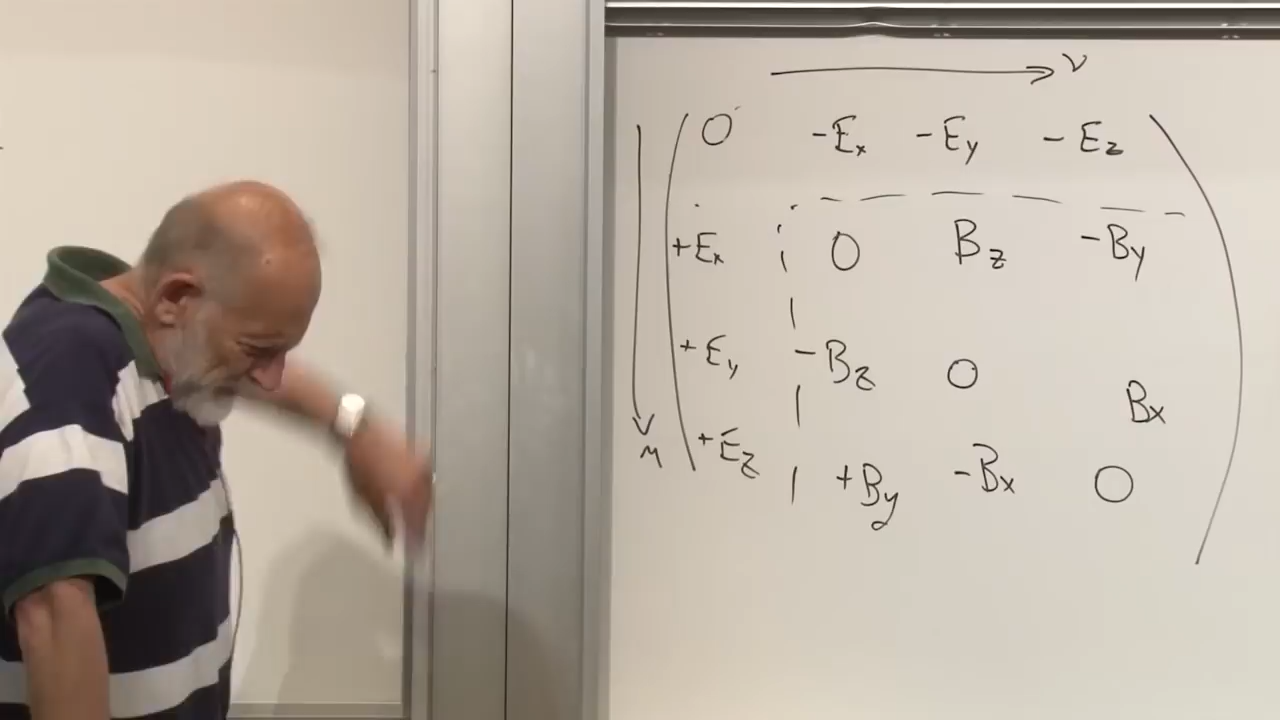 ν
0 -Ex -Ey -Ez
+Ex 0 Bz -By
+Ey -Bz 0 Bx
+Ez +By -Bx 0
μ